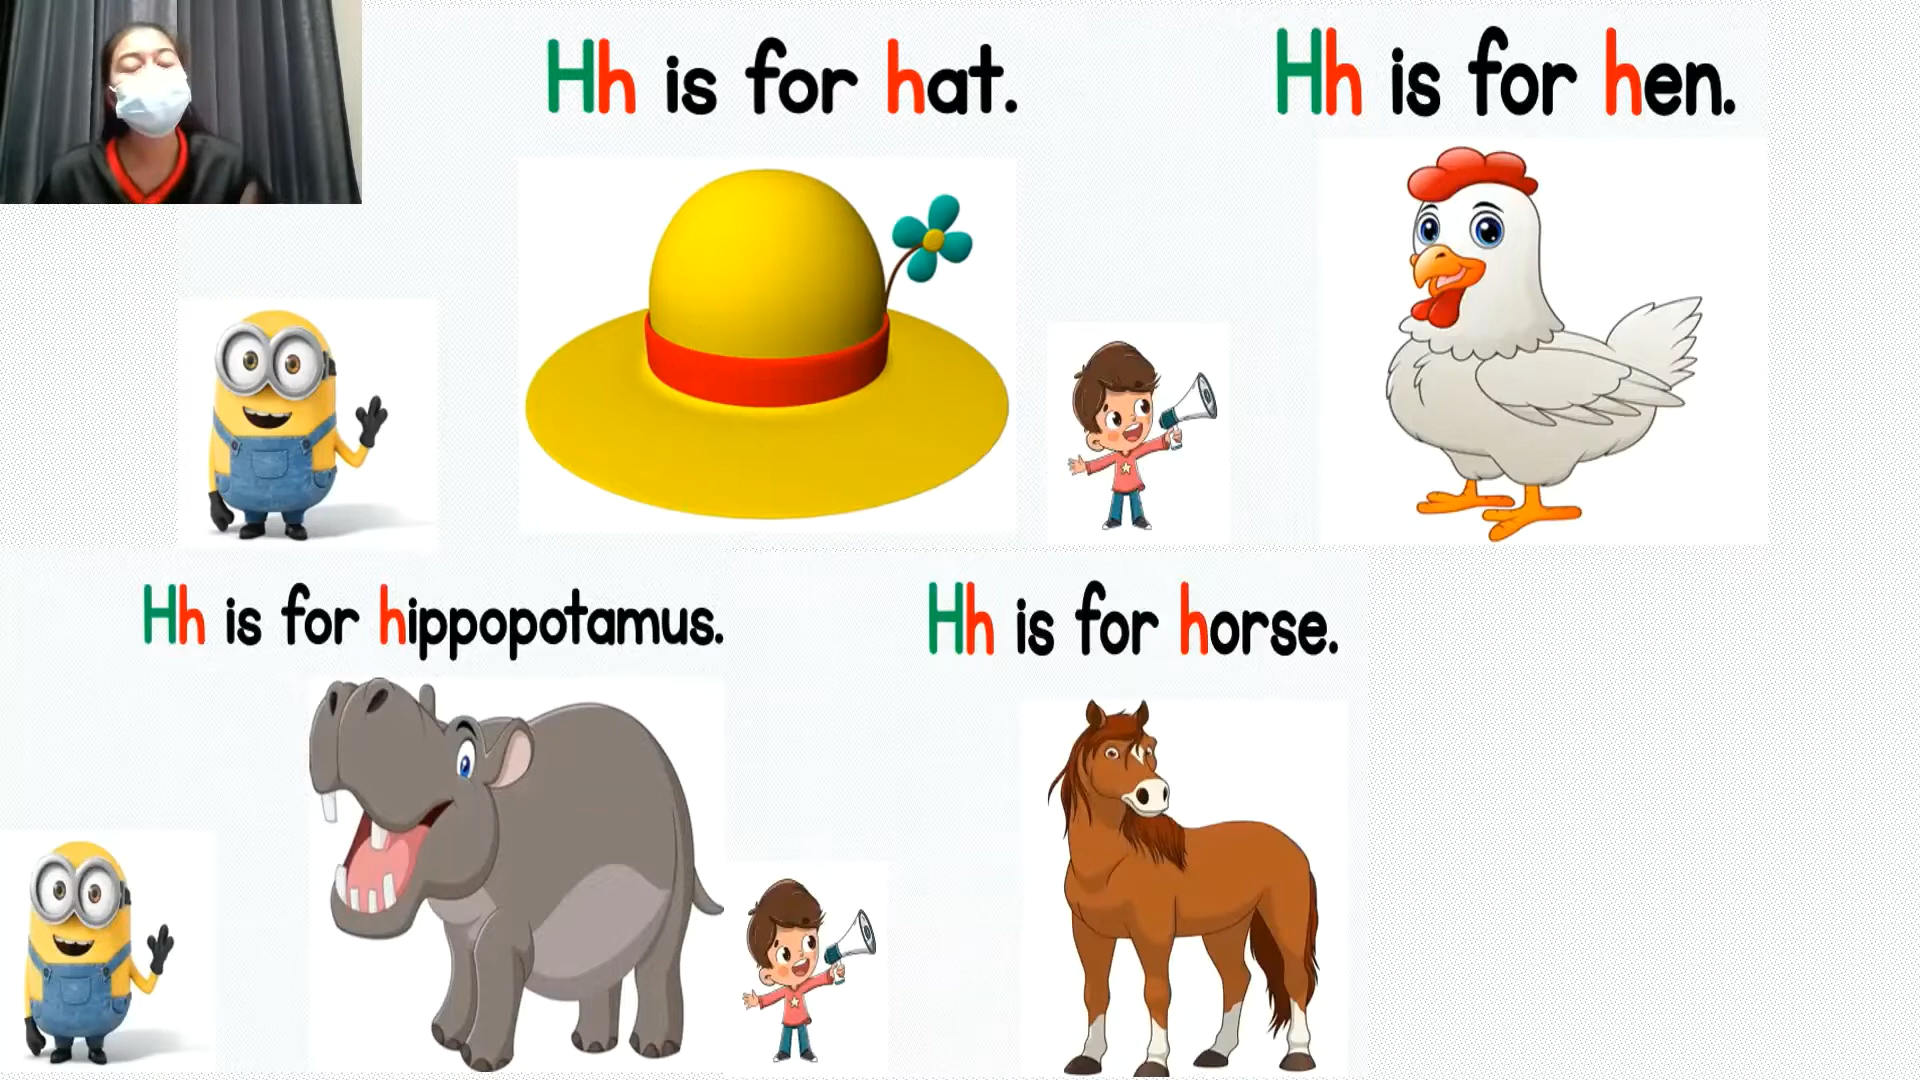 Hh is for hat.
Hh is for hen.
Hh is for hippopotamus.
Hh is for horse.